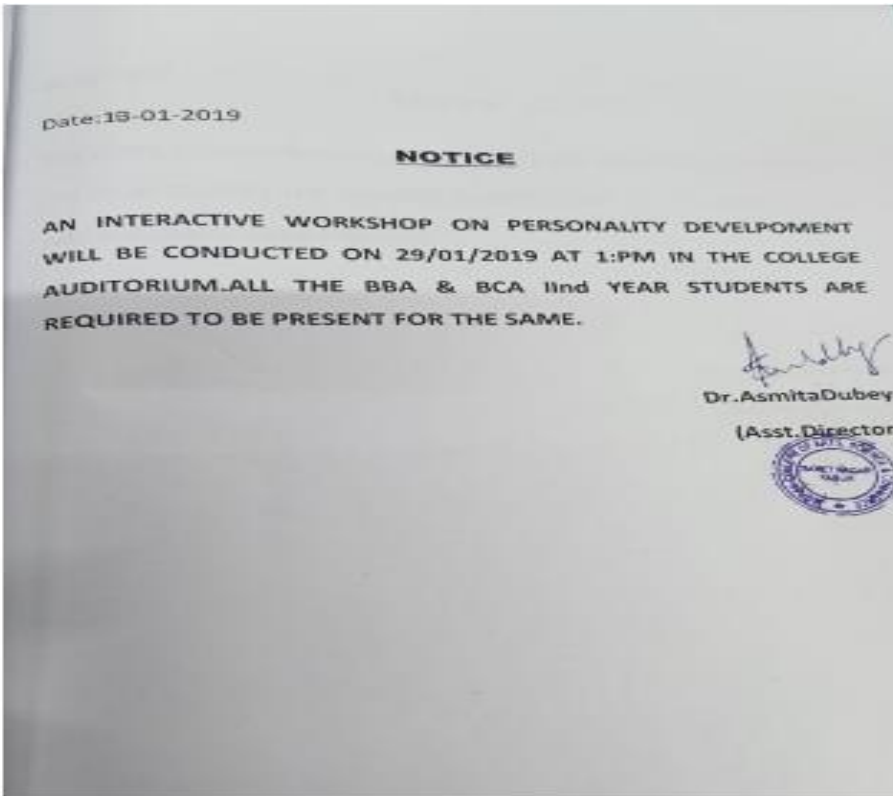 Date:18-01-2019
NOTICE
AN INTERACTIVE WORKSHOP ON PERSONALITY DEVELPOMENT
WILL BE CONDUCTED ON 29/01/2019 AT 1:PM IN THE COLLEGE
AUDITORIUM.ALL THE BBA & BCA IInd YEAR STUDENTS ARE
REQUIRED TO BE PRESENT FOR THE SAME.
Dr.AsmitaDubey
(Asst.Director